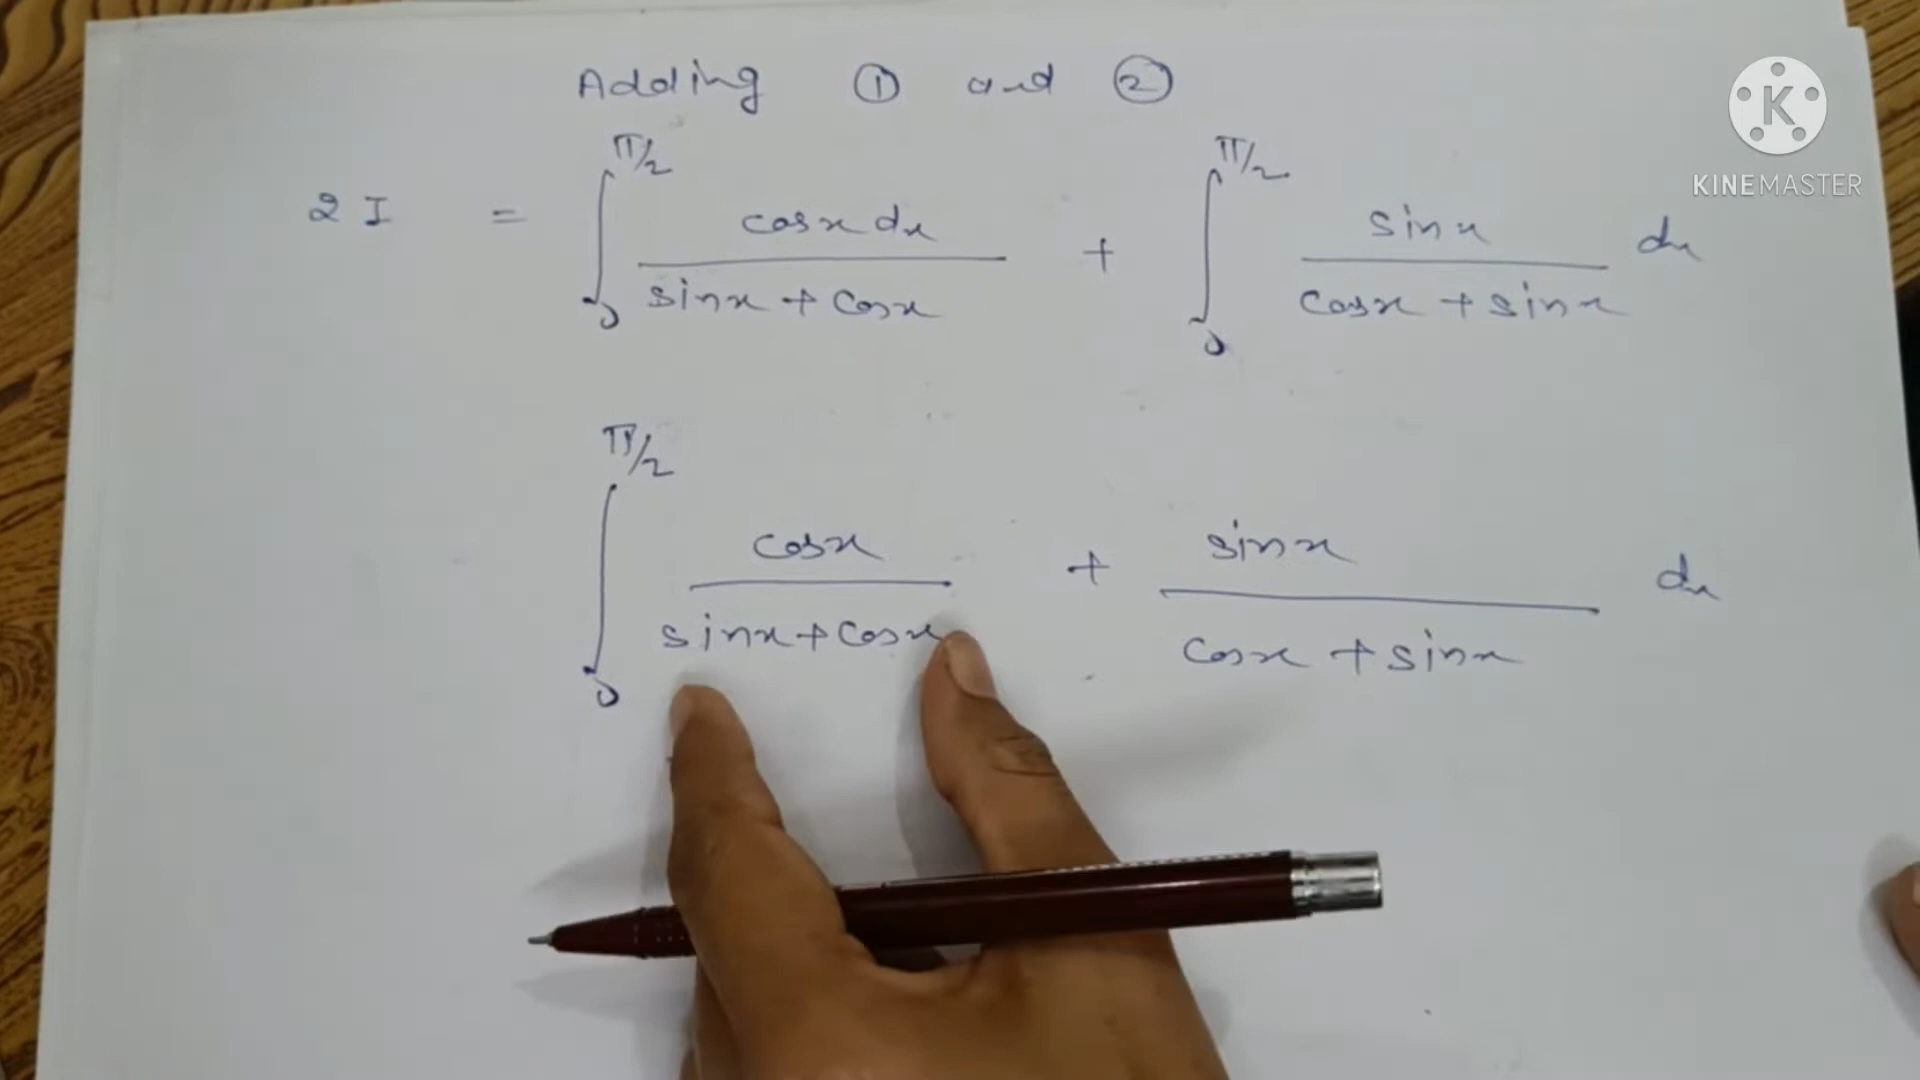 Adding ① and ②
2I = ∫₀^π/2 cosx dx / sinx + cosx + ∫₀^π/2 sinx / cosx + sinx dx
∫₀^π/2 cosx / sinx + cosx + sinx / cosx + sinx dx
K
KINEMASTER